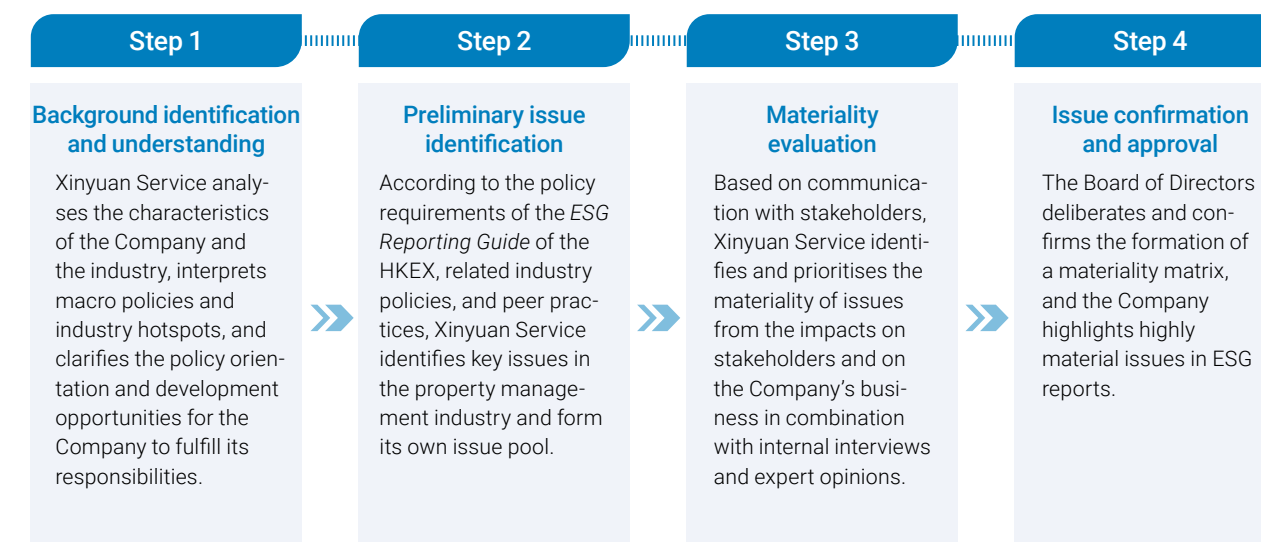 Step 1
Background identification
and understanding
Xinyuan Service analy-
ses the characteristics
of the Company and
the industry, interprets
macro policies and
industry hotspots, and
clarifies the policy orien-
tation and development
opportunities for the
Company to fulfill its
responsibilities.
Step 2
Preliminary issue
identification
According to the policy
requirements of the ESG
Reporting Guide of the
HKEX, related industry
policies, and peer prac-
tices, Xinyuan Service
identifies key issues in
the property manage-
ment industry and form
its own issue pool.
Step 3
Materiality
evaluation
Based on communica-
tion with stakeholders,
Xinyuan Service identi-
fies and prioritises the
materiality of issues
from the impacts on
stakeholders and on
the Company's busi-
ness in combination
with internal interviews
and expert opinions.
Step 4
Issue confirmation
and approval
The Board of Directors
deliberates and con-
firms the formation of
a materiality matrix,
and the Company
highlights highly
material issues in ESG
reports.